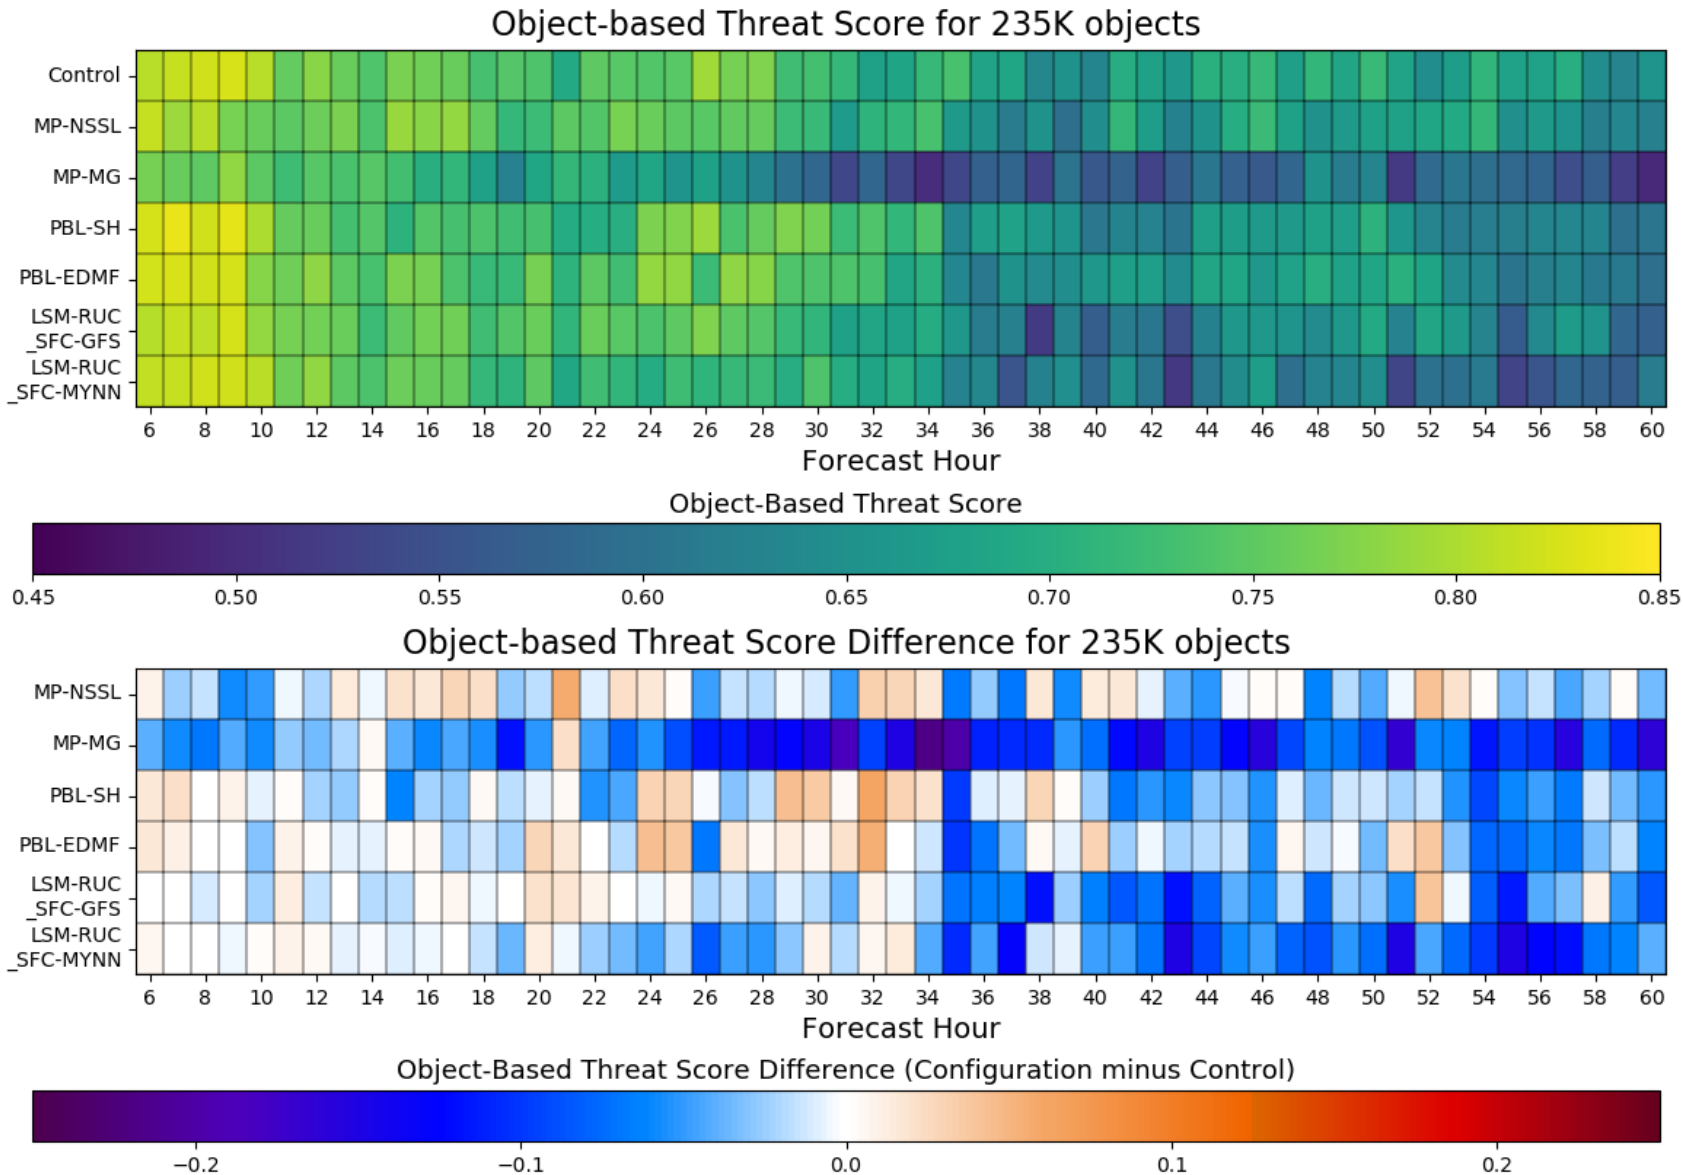 Object-based Threat Score for 235K objects
Control
MP-NSSL
MP-MG
PBL-SH
PBL-EDMF
LSM-RUC
_SFC-GFS
LSM-RUC
_SFC-MYNN
6 8 10 12 14 16 18 20 22 24 26 28 30 32 34 36 38 40 42 44 46 48 50 52 54 56 58 60
Forecast Hour
Object-Based Threat Score
0.45 0.50 0.55 0.60 0.65 0.70 0.75 0.80 0.85
Object-based Threat Score Difference for 235K objects
MP-NSSL
MP-MG
PBL-SH
PBL-EDMF
LSM-RUC
_SFC-GFS
LSM-RUC
_SFC-MYNN
6 8 10 12 14 16 18 20 22 24 26 28 30 32 34 36 38 40 42 44 46 48 50 52 54 56 58 60
Forecast Hour
Object-Based Threat Score Difference (Configuration minus Control)
−0.2 −0.1 0.0 0.1 0.2